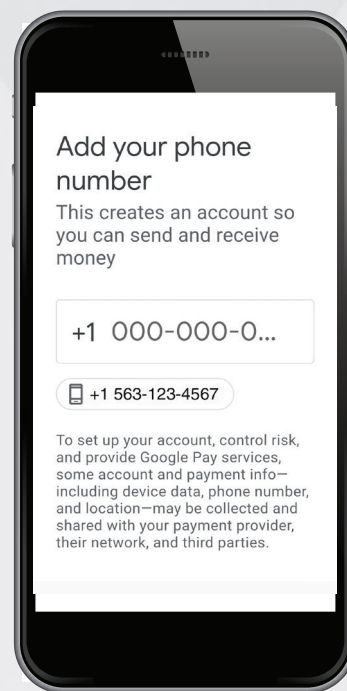 Add your phone
number
This creates an account so
you can send and receive
money
+1 000-000-0...
+1 563-123-4567
To set up your account, control risk,
and provide Google Pay services,
some account and payment info—
including device data, phone number,
and location—may be collected and
shared with your payment provider,
their network, and third parties.